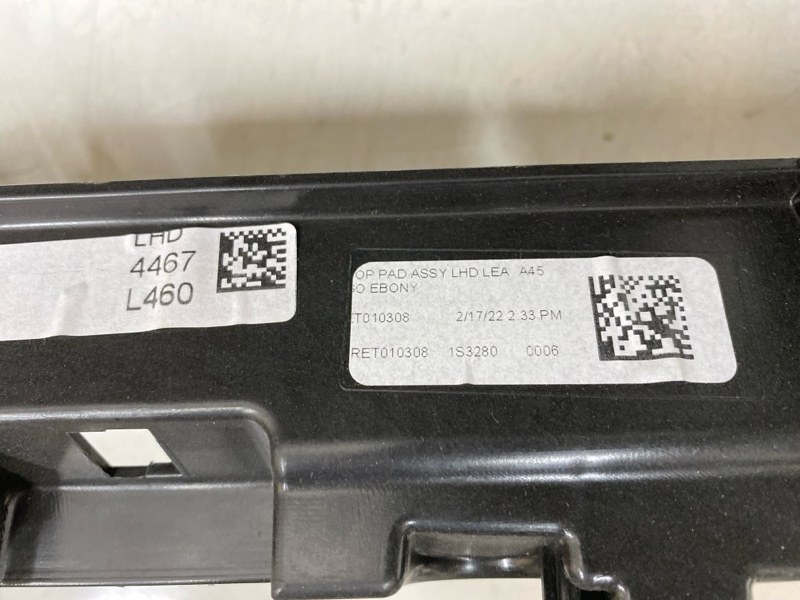 LHD
4467
L460
OP PAD ASSY LHD LEA A45
O EBONY
T010308 2/17/22 2:33 PM
RET010308 1S3280 0006